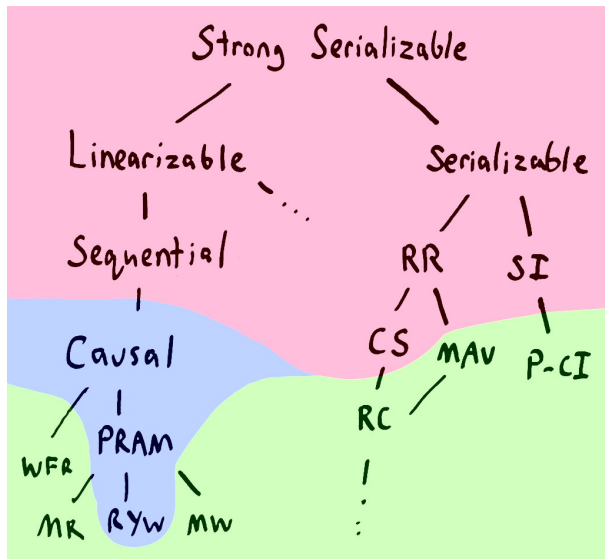 Strong Serializable
Linearizable
Serializable
...
Sequential
RR
SI
Causal
CS
MAV
P-CI
RC
PRAM
WFR
MR
RYW
MW
...